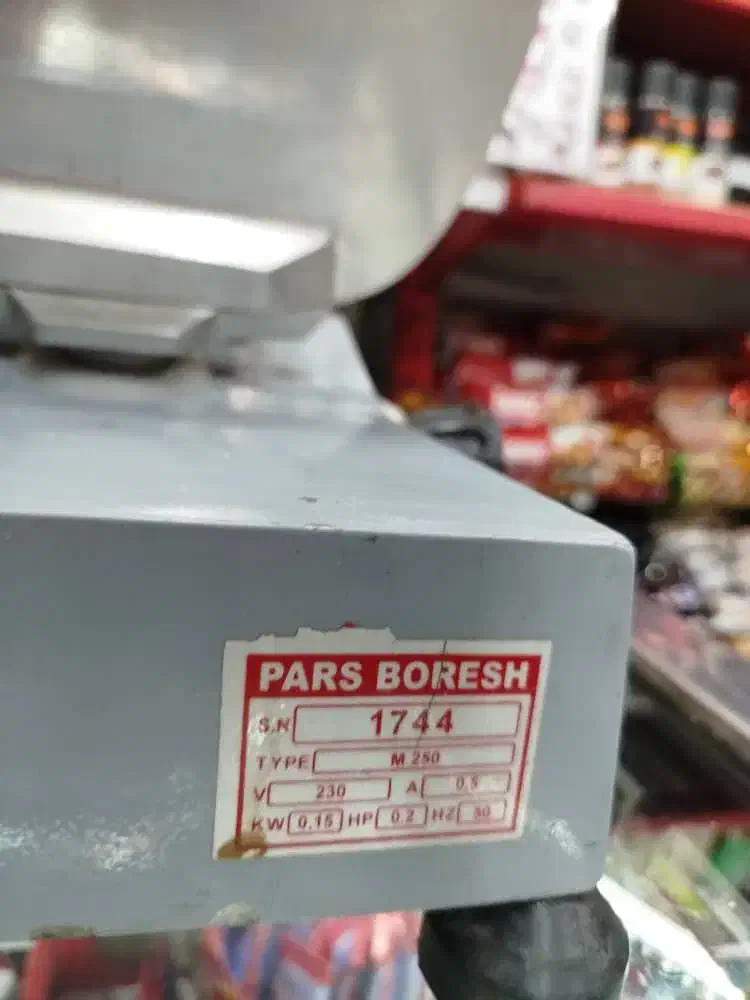 PARS BORESH
S.N 1744
TYPE M 250
V 230 A 0.5
KW 0.15 HP 0.2 HZ 50